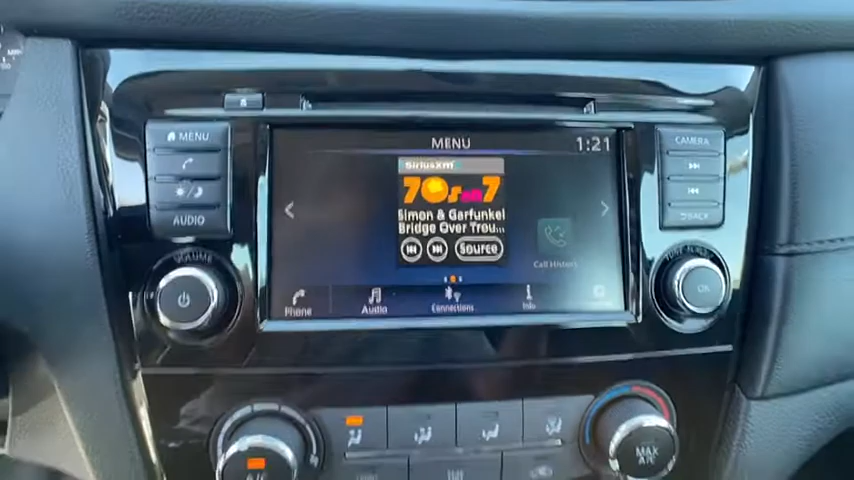 MENU
CAMERA
MENU
1:21
SiriusXM
70s on 7
Simon & Garfunkel
Bridge Over Trou...
Source
AUDIO
BACK
Call History
VOLUME
OK
Phone
Audio
Connections
Info
MAX
A/C